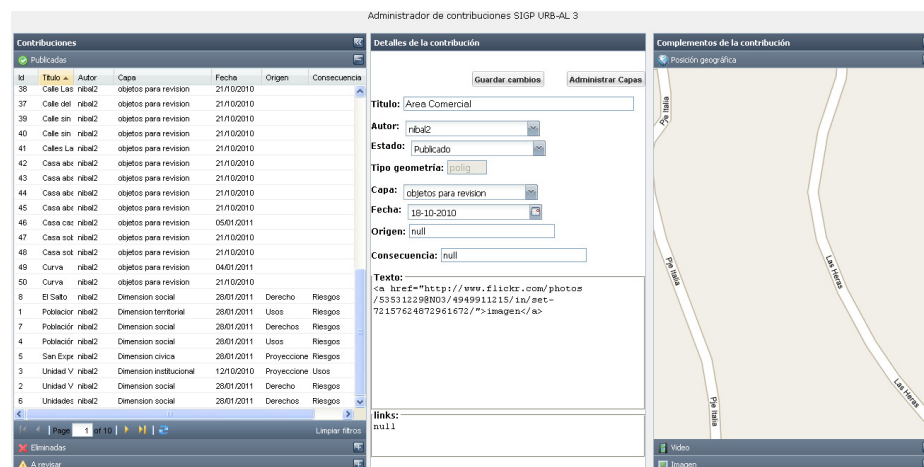 Administrador de contribuciones SIGP URB-AL 3
Contribuciones
Publicadas
Id Titulo Autor Capa Fecha Origen Consecuencia
38 Calle Las nibal2 objetos para revision 21/10/2010
37 Calle del nibal2 objetos para revision 21/10/2010
39 Calle sin nibal2 objetos para revision 21/10/2010
40 Calle sin nibal2 objetos para revision 21/10/2010
41 Calles La nibal2 objetos para revision 21/10/2010
42 Casa aba nibal2 objetos para revision 21/10/2010
43 Casa aba nibal2 objetos para revision 21/10/2010
44 Casa aba nibal2 objetos para revision 21/10/2010
45 Casa aba nibal2 objetos para revision 21/10/2010
46 Casa cas nibal2 objetos para revision 05/01/2011
47 Casa sob nibal2 objetos para revision 21/10/2010
48 Casa sob nibal2 objetos para revision 21/10/2010
49 Curva nibal2 objetos para revision 04/01/2011
50 Curva nibal2 objetos para revision 21/10/2010
8 El Salto nibal2 Dimension social 28/01/2011 Derecho Riesgos
1 Poblacior nibal2 Dimension territorial 28/01/2011 Usos Riesgos
7 Població nibal2 Dimension social 28/01/2011 Derechos Riesgos
4 Població nibal2 Dimension social 28/01/2011 Usos Riesgos
5 San Expe nibal2 Dimension civica 28/01/2011 Proyeccione Riesgos
3 Unidad V nibal2 Dimension institucional 12/10/2010 Proyeccione Usos
2 Unidad V nibal2 Dimension social 28/01/2011 Derecho Riesgos
6 Unidades nibal2 Dimension social 28/01/2011 Derechos Riesgos
Page 1 of 10 Limpiar filtros
Eliminadas
A revisar
Detalles de la contribución
Guardar cambios Administrar Capas
Titulo: Area Comercial
Autor: nibal2
Estado: Publicado
Tipo geometría: polig
Capa: objetos para revision
Fecha: 18-10-2010
Origen: null
Consecuencia: null
Texto:
<a href="http://www.flickr.com/photos
/53531229@N03/4949911215/in/set-
72157624872961672/">imagen</a>
links:
null
Complementos de la contribución
Posición geográfica
Pje Italia
Pje Italia
Las Heras
Las Heras
Pje Italia
Video
Imagen